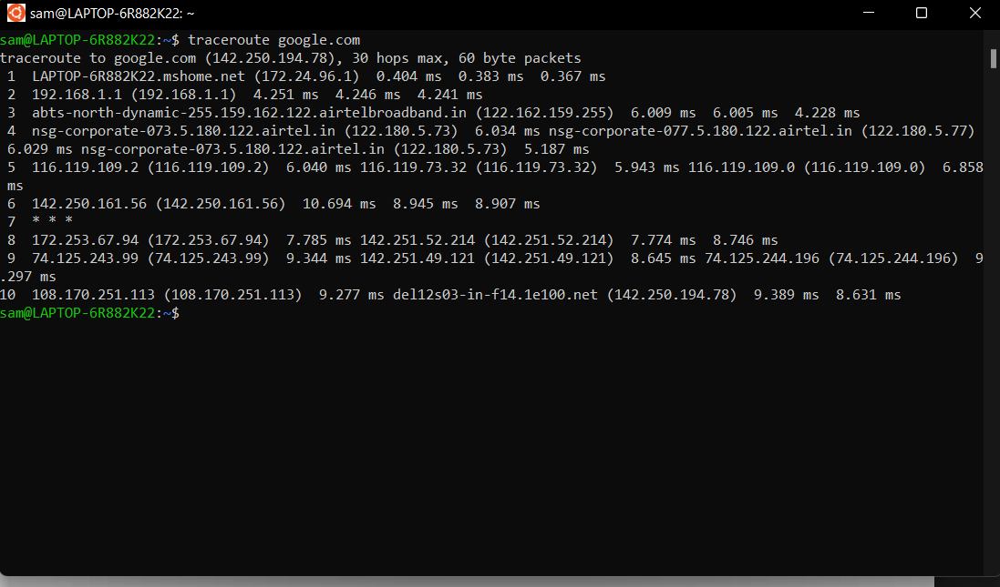 sam@LAPTOP-6R882K22: ~
sam@LAPTOP-6R882K22:~$ traceroute google.com
traceroute to google.com (142.250.194.78), 30 hops max, 60 byte packets
 1  LAPTOP-6R882K22.mshome.net (172.24.96.1)  0.404 ms  0.383 ms  0.367 ms
 2  192.168.1.1 (192.168.1.1)  4.251 ms  4.246 ms  4.241 ms
 3  abts-north-dynamic-255.159.162.122.airtelbroadband.in (122.162.159.255)  6.009 ms  6.005 ms  4.228 ms
 4  nsg-corporate-073.5.180.122.airtel.in (122.180.5.73)  6.034 ms nsg-corporate-077.5.180.122.airtel.in (122.180.5.77)
 6.029 ms nsg-corporate-073.5.180.122.airtel.in (122.180.5.73)  5.187 ms
 5  116.119.109.2 (116.119.109.2)  6.040 ms 116.119.73.32 (116.119.73.32)  5.943 ms 116.119.109.0 (116.119.109.0)  6.858
 ms
 6  142.250.161.56 (142.250.161.56)  10.694 ms  8.945 ms  8.907 ms
 7  * * *
 8  172.253.67.94 (172.253.67.94)  7.785 ms 142.251.52.214 (142.251.52.214)  7.774 ms  8.746 ms
 9  74.125.243.99 (74.125.243.99)  9.344 ms 142.251.49.121 (142.251.49.121)  8.645 ms 74.125.244.196 (74.125.244.196)  9
.297 ms
10  108.170.251.113 (108.170.251.113)  9.277 ms del12s03-in-f14.1e100.net (142.250.194.78)  9.389 ms  8.631 ms
sam@LAPTOP-6R882K22:~$